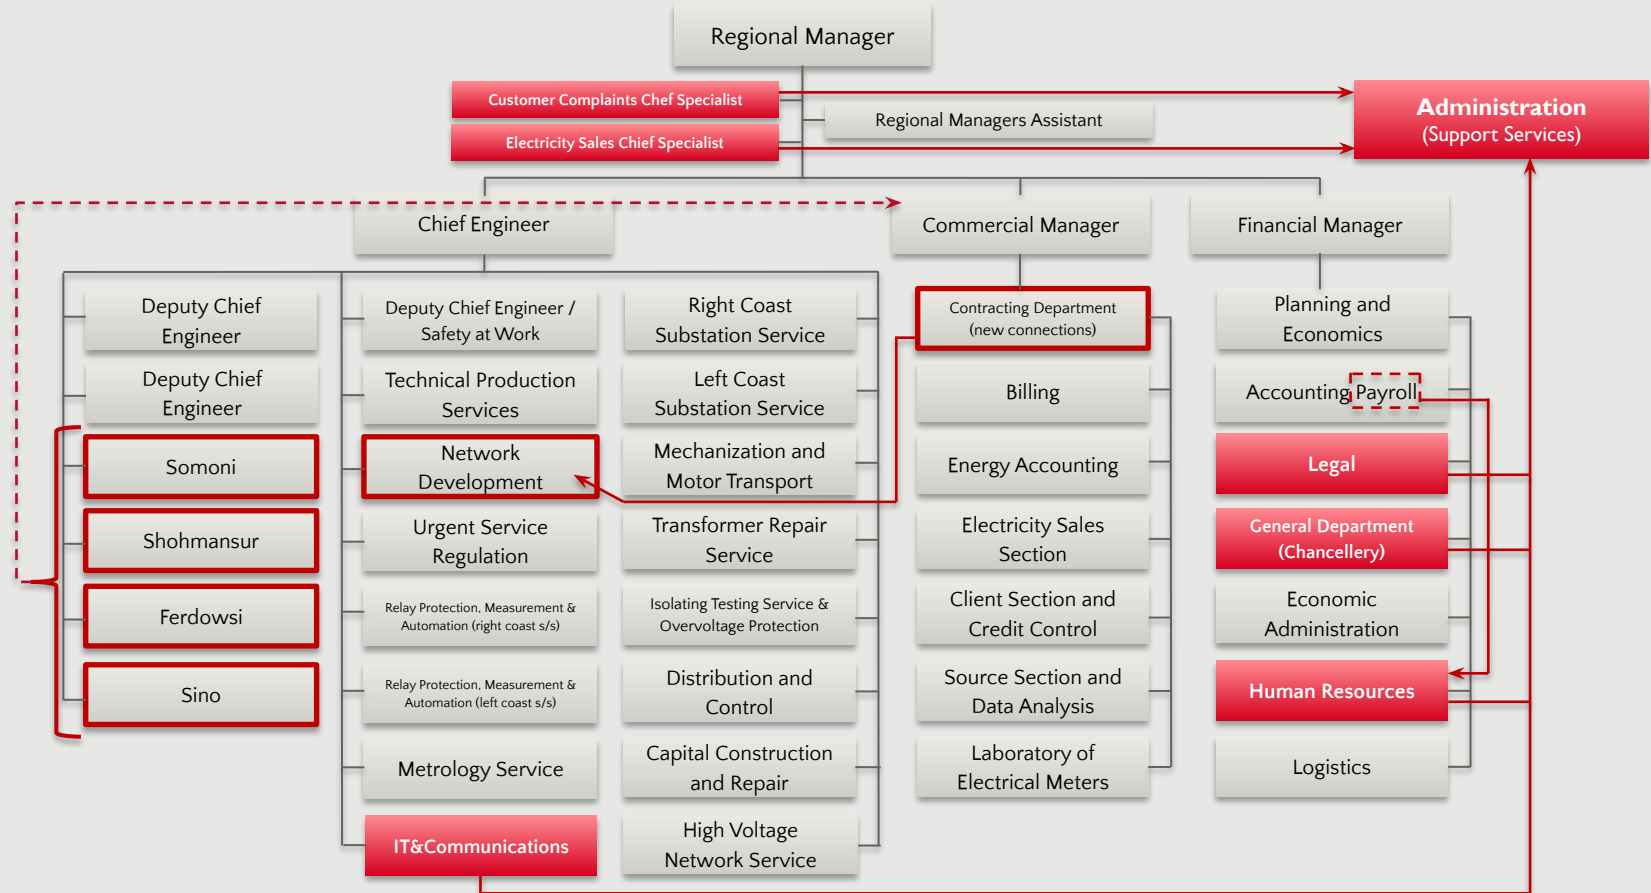 Regional Manager
Customer Complaints Chef Specialist
Regional Managers Assistant
Electricity Sales Chief Specialist
Administration
(Support Services)
Chief Engineer
Commercial Manager
Financial Manager
Deputy Chief
Engineer
Deputy Chief
Engineer
Somoni
Shohmansur
Ferdowsi
Sino
Deputy Chief Engineer /
Safety at Work
Technical Production
Services
Network
Development
Urgent Service
Regulation
Relay Protection, Measurement &
Automation (right coast s/s)
Relay Protection, Measurement &
Automation (left coast s/s)
Metrology Service
IT&Communications
Right Coast
Substation Service
Left Coast
Substation Service
Mechanization and
Motor Transport
Transformer Repair
Service
Isolating Testing Service &
Overvoltage Protection
Distribution and
Control
Capital Construction
and Repair
High Voltage
Network Service
Contracting Department
(new connections)
Billing
Energy Accounting
Electricity Sales
Section
Client Section and
Credit Control
Source Section and
Data Analysis
Laboratory of
Electrical Meters
Planning and
Economics
Accounting Payroll
Legal
General Department
(Chancellery)
Economic
Administration
Human Resources
Logistics